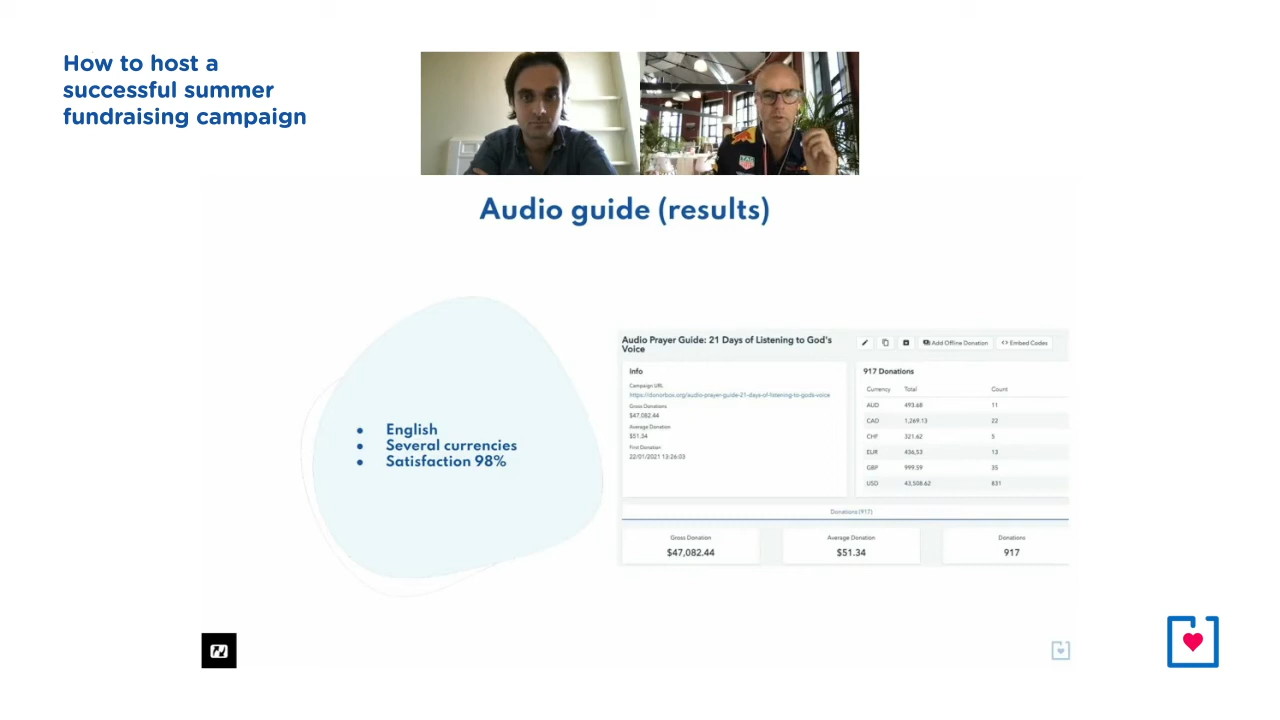 How to host a
successful summer
fundraising campaign
TAG
Audio guide (results)
English
Several currencies
Satisfaction 98%
Audio Prayer Guide: 21 Days of Listening to God's
Voice
Add Offline Donation
<> Embed Codes
Info
Campaign URL
https://donorbox.org/audio-prayer-guide-21-days-of-listening-to-gods-voice
Gross Donations
$47,082.44
Average Donation
$51.34
First Donation
22/01/2021 13:26:03
917 Donations
Currency Total Count
AUD 493.68 11
CAD 1,269.13 22
CHF 321.62 5
EUR 436,53 13
GBP 999.59 35
USD 43,508.62 831
Donations (917)
Gross Donation
$47,082.44
Average Donation
$51.34
Donations
917